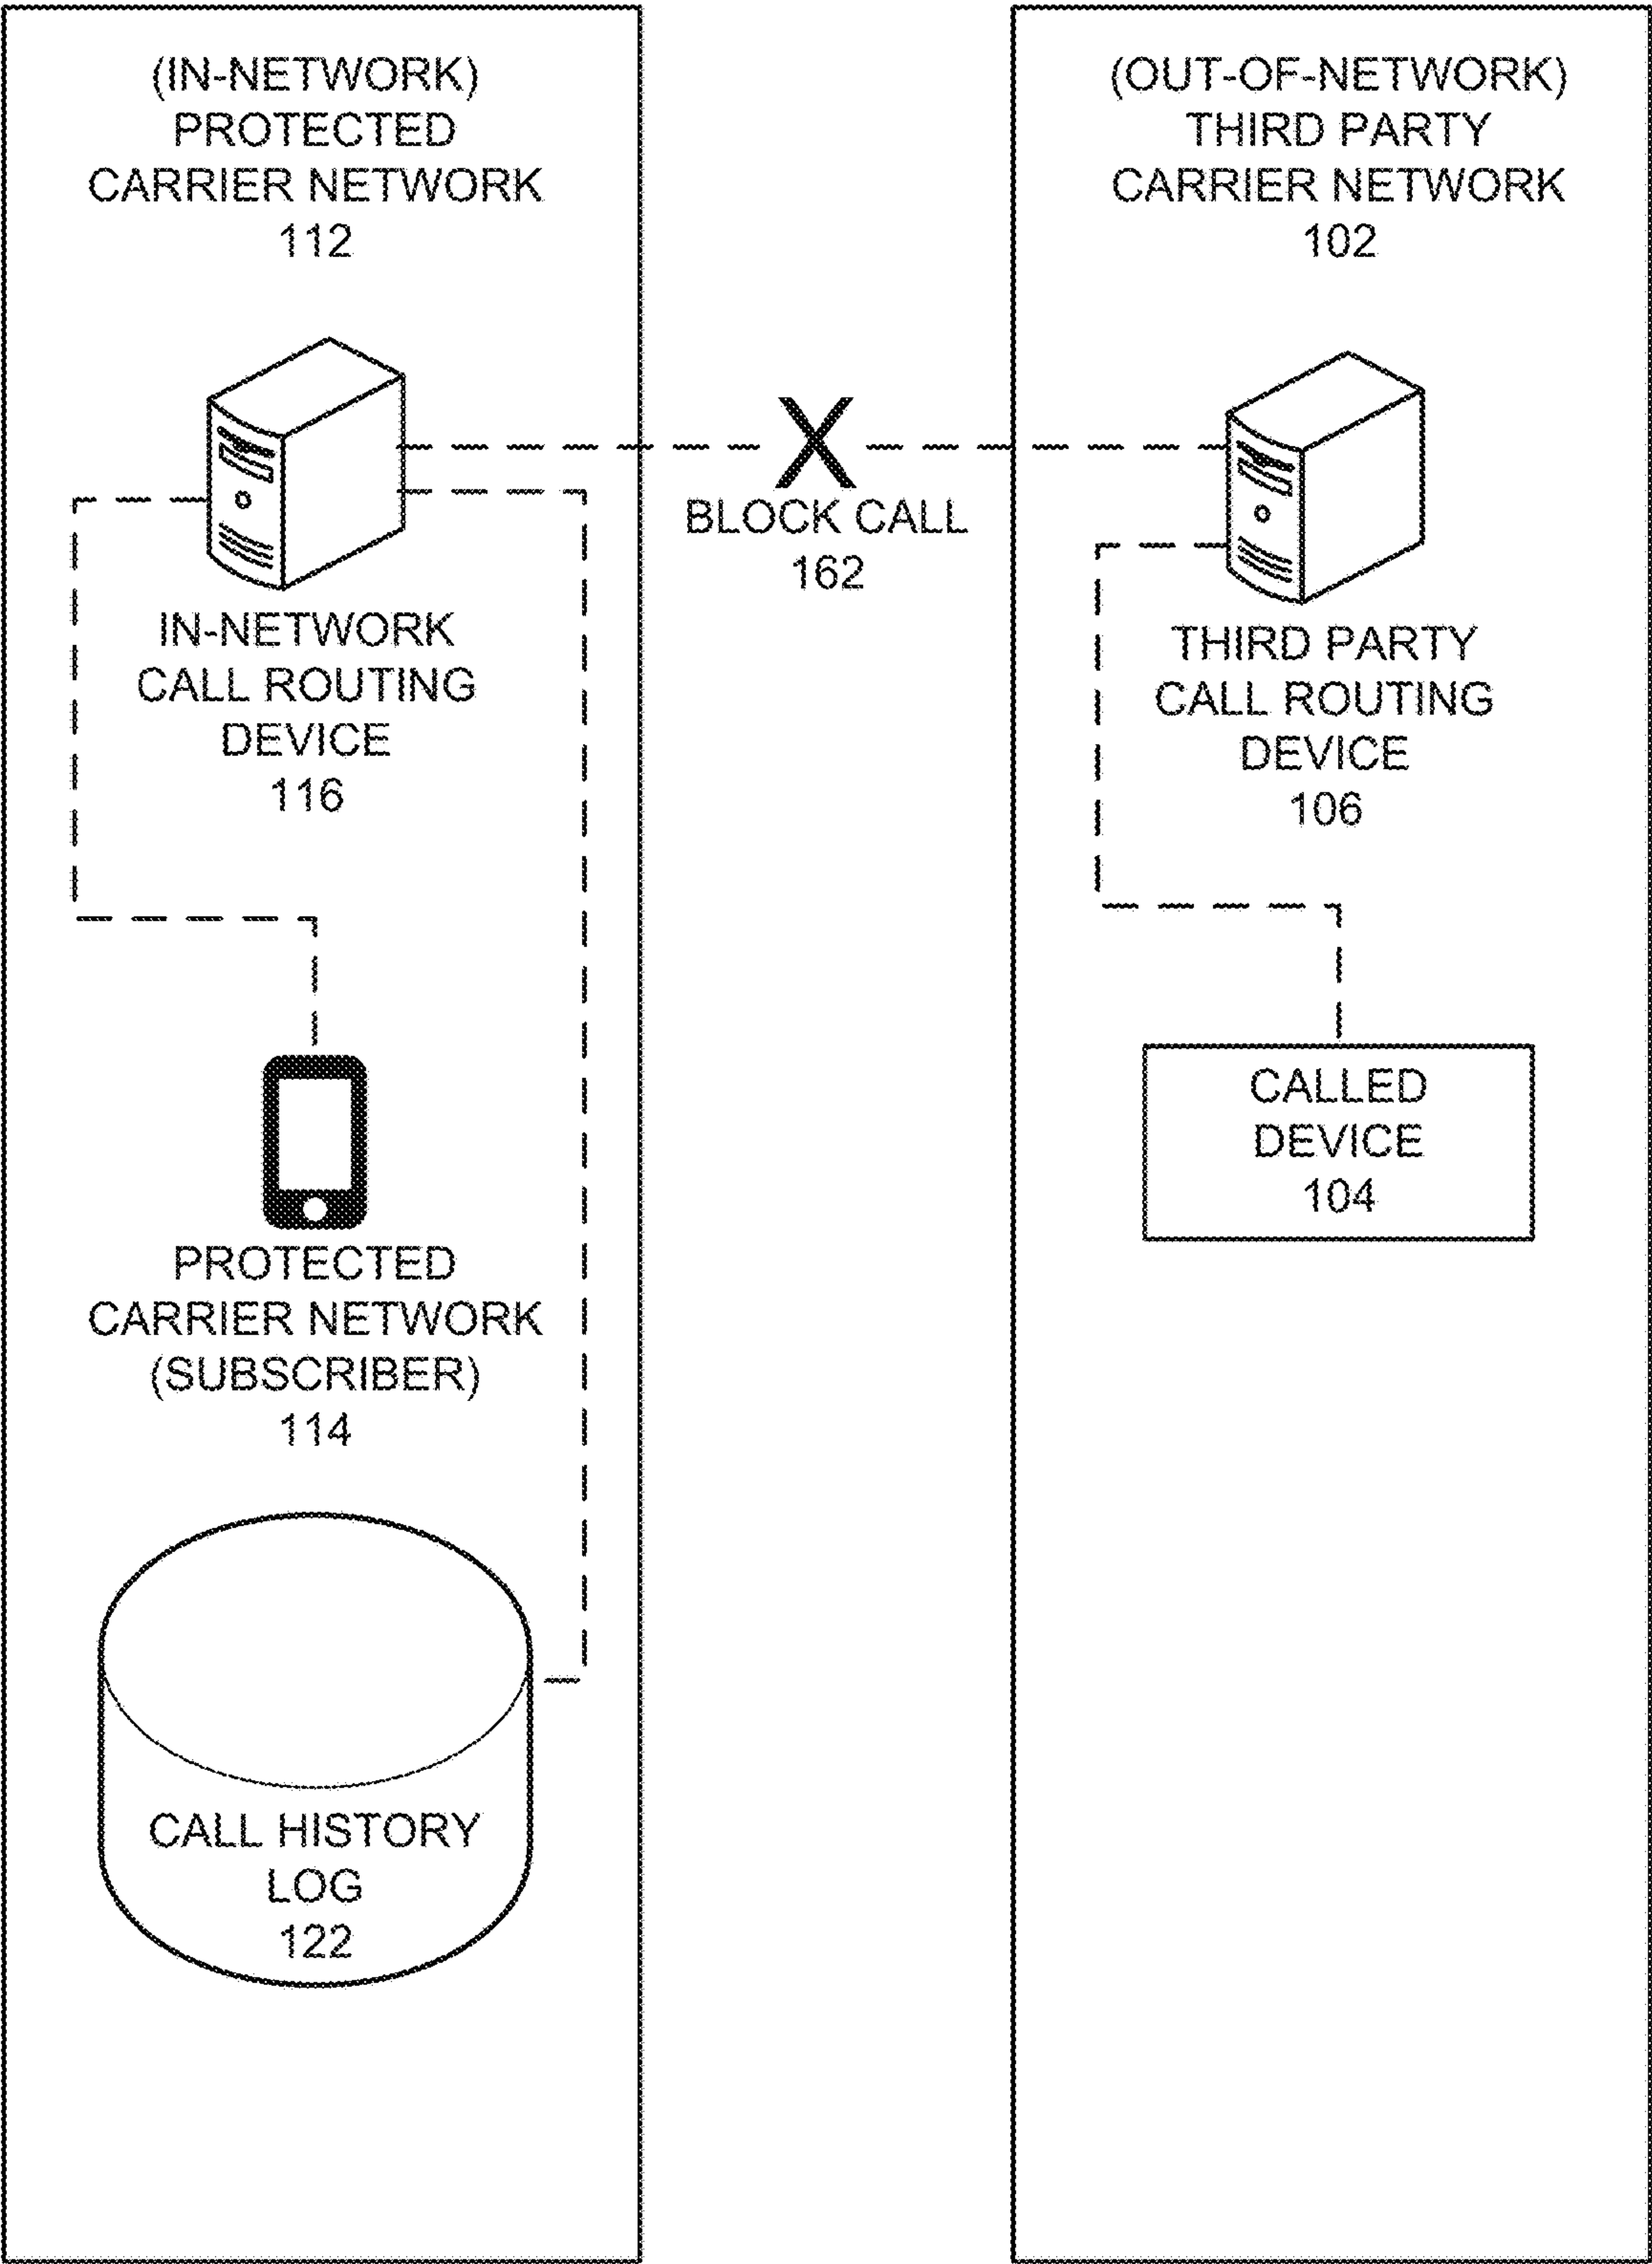 (IN-NETWORK)
PROTECTED
CARRIER NETWORK
112
(OUT-OF-NETWORK)
THIRD PARTY
CARRIER NETWORK
102
BLOCK CALL
162
IN-NETWORK
CALL ROUTING
DEVICE
116
THIRD PARTY
CALL ROUTING
DEVICE
106
CALLED
DEVICE
104
PROTECTED
CARRIER NETWORK
(SUBSCRIBER)
114
CALL HISTORY
LOG
122